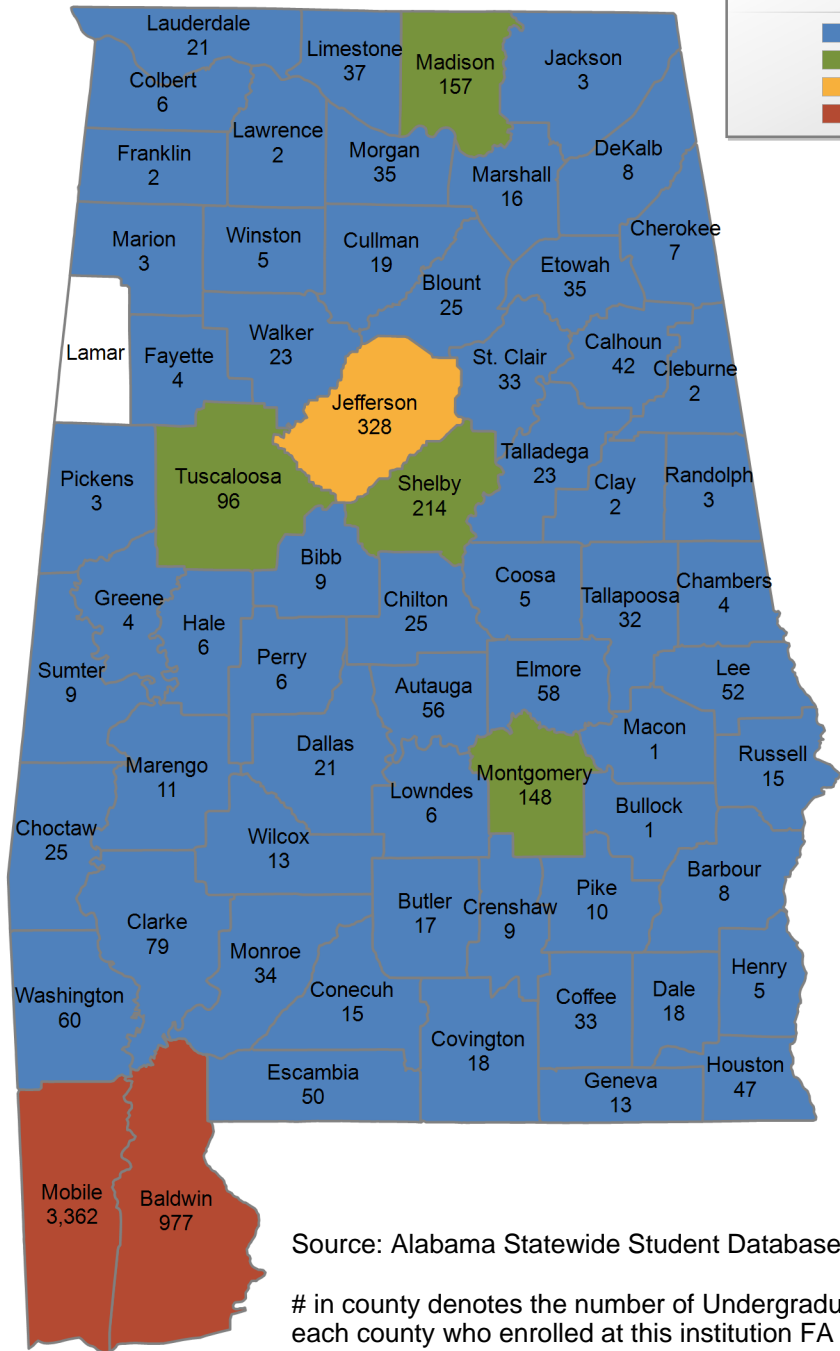 Lauderdale
21
Limestone
37
Madison
157
Jackson
3
Colbert
6
Lawrence
2
Franklin
2
Morgan
35
Marshall
16
DeKalb
8
Marion
3
Winston
5
Cullman
19
Blount
25
Etowah
35
Cherokee
7
Lamar
Fayette
4
Walker
23
Jefferson
328
St. Clair
33
Calhoun
42
Cleburne
2
Pickens
3
Tuscaloosa
96
Shelby
214
Talladega
23
Clay
2
Randolph
3
Bibb
9
Greene
4
Hale
6
Chilton
25
Coosa
5
Tallapoosa
32
Chambers
4
Sumter
9
Perry
6
Autauga
56
Elmore
58
Lee
52
Marengo
11
Dallas
21
Lowndes
6
Montgomery
148
Macon
1
Russell
15
Bullock
1
Choctaw
25
Wilcox
13
Clarke
79
Butler
17
Crenshaw
9
Pike
10
Barbour
8
Washington
60
Monroe
34
Conecuh
15
Covington
18
Coffee
33
Dale
18
Henry
5
Escambia
50
Geneva
13
Houston
47
Mobile
3,362
Baldwin
977
Source: Alabama Statewide Student Database
# in county denotes the number of Undergradu
each county who enrolled at this institution FA